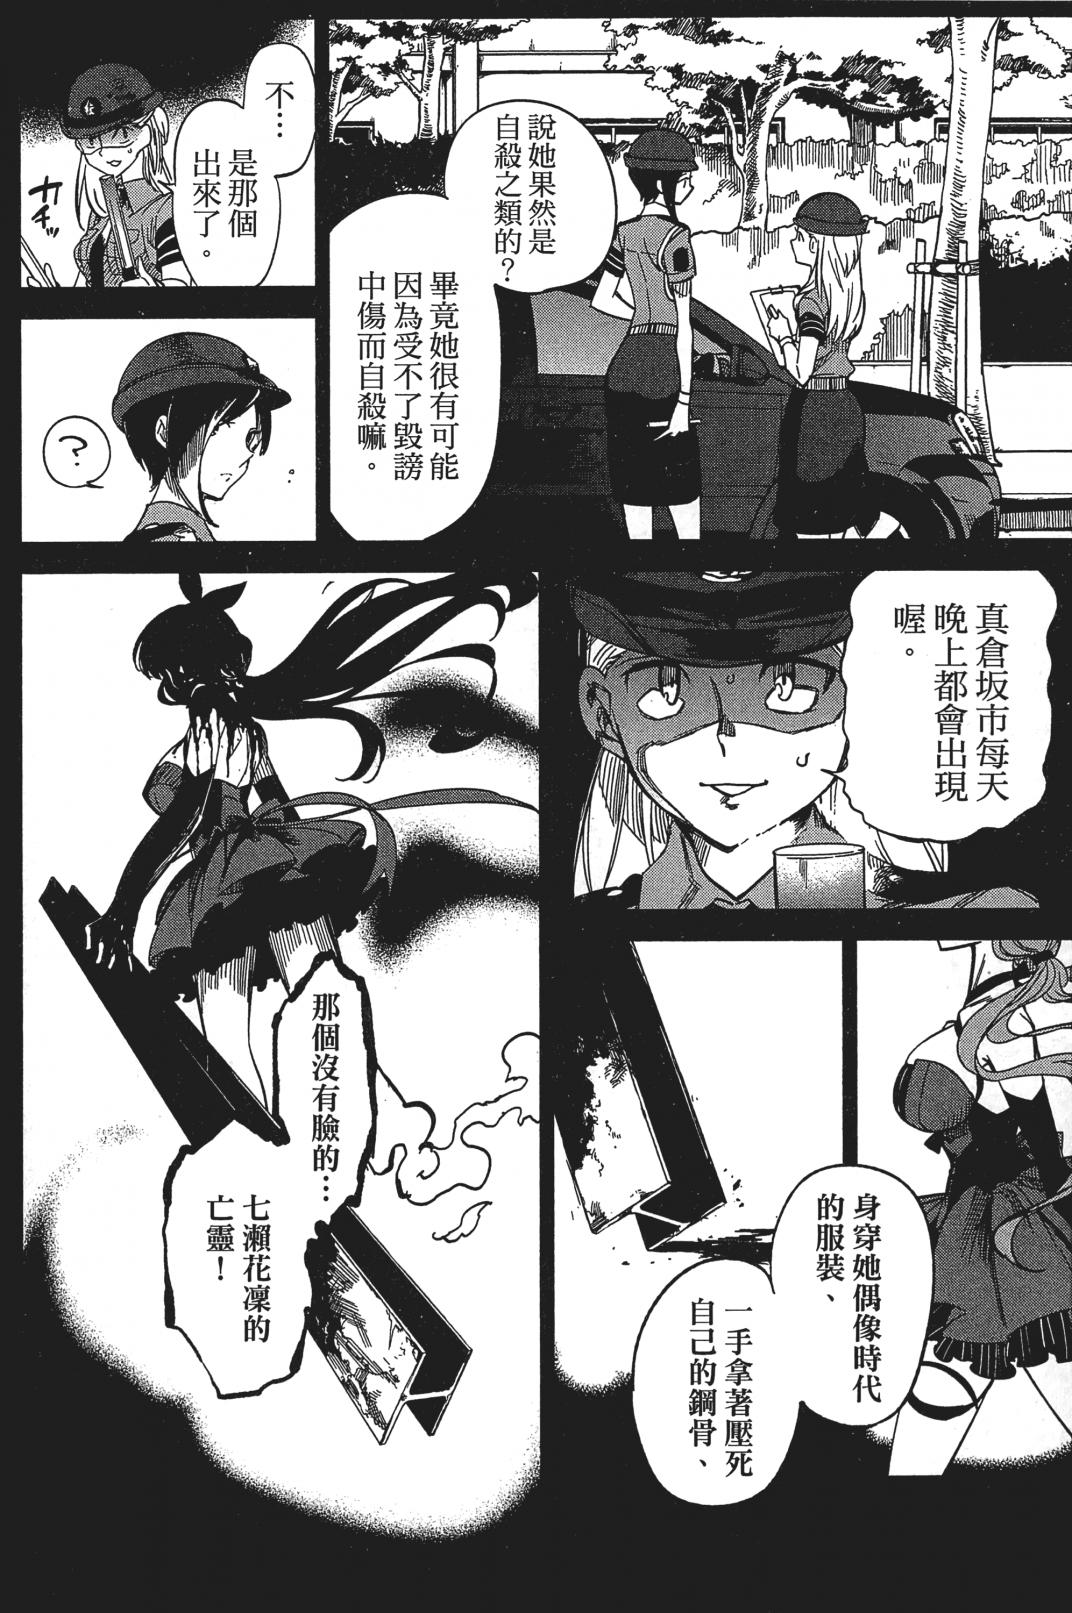 說她果然是
自殺之類的？
畢竟她很有可能
因為受不了毀謗
中傷而自殺嘛。
不…
是那個
出來了。
カチッ
？
真倉坂市每天
晚上都會出現
喔。
身穿她偶像時代
的服裝、
一手拿著壓死
自己的鋼骨、
那個沒有臉的…
七瀨花凜的
亡靈！